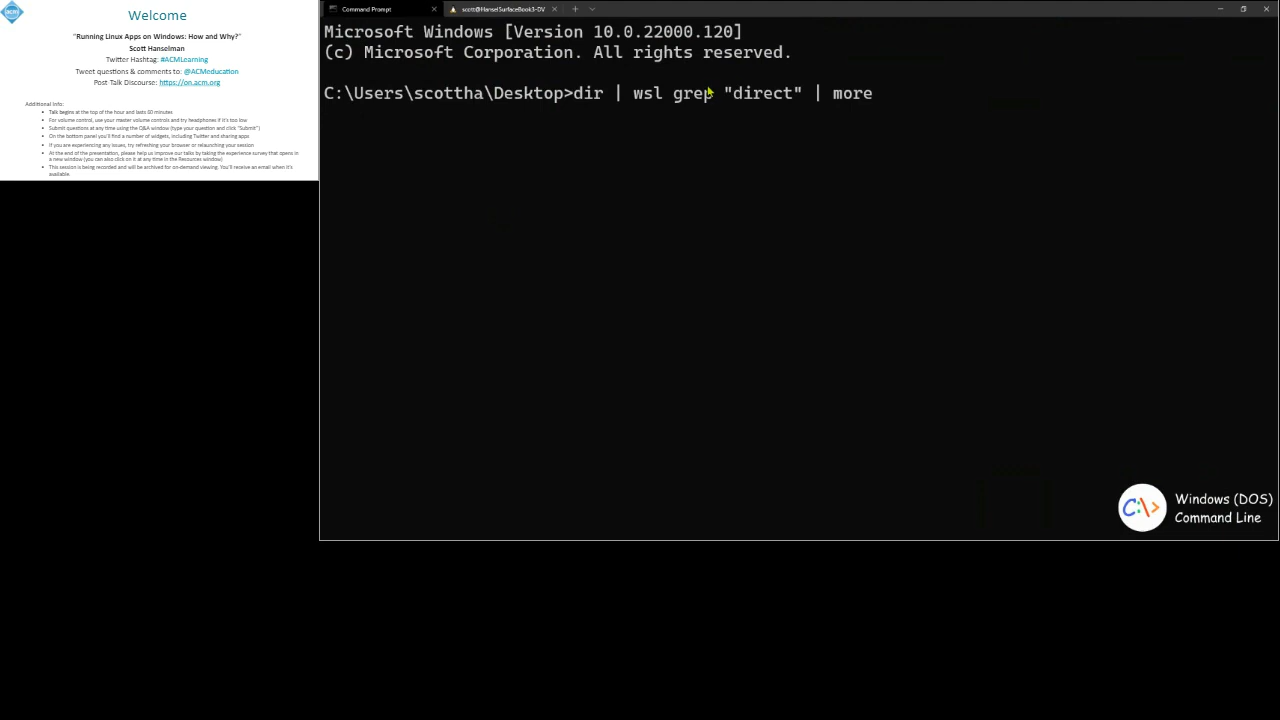 acm
Welcome
"Running Linux Apps on Windows: How and Why?"
Scott Hanselman
Twitter Hashtag: #ACMLearning
Tweet questions & comments to: @ACMeducation
Post-Talk Discourse: https://on.acm.org
Additional Info:
• Talk begins at the top of the hour and lasts 60 minutes
• For volume control, use your master volume controls and try headphones if it's too low
• Submit questions at any time using the Q&A window (type your question and click "Submit")
• On the bottom panel you'll find a number of widgets, including Twitter and sharing apps
• If you are experiencing any issues, try refreshing your browser or relaunching your session
• At the end of the presentation, please help us improve our talks by taking the experience survey that opens in
a new window (you can also click on it at any time in the Resources window)
• This session is being recorded and will be archived for on-demand viewing. You'll receive an email when it's
available.
Command Prompt
scott@HanselSurfaceBook3-DV
Microsoft Windows [Version 10.0.22000.120]
(c) Microsoft Corporation. All rights reserved.
C:\Users\scottha\Desktop>dir | wsl grep "direct" | more
C:\>
Windows (DOS)
Command Line